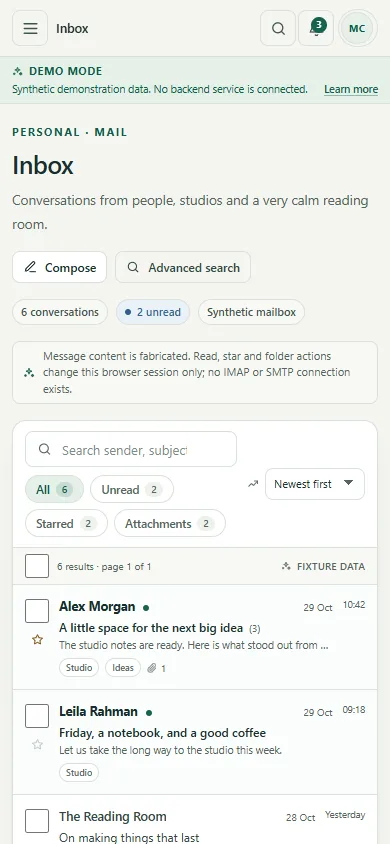 Inbox
3
MC
DEMO MODE
Synthetic demonstration data. No backend service is connected. Learn more
PERSONAL · MAIL
Inbox
Conversations from people, studios and a very calm reading
room.
Compose
Advanced search
6 conversations
2 unread
Synthetic mailbox
Message content is fabricated. Read, star and folder actions
change this browser session only; no IMAP or SMTP connection
exists.
Search sender, subject
All 6
Unread 2
Newest first
Starred 2
Attachments 2
6 results · page 1 of 1
FIXTURE DATA
Alex Morgan
29 Oct 10:42
A little space for the next big idea (3)
The studio notes are ready. Here is what stood out from ...
Studio
Ideas
1
Leila Rahman
29 Oct 09:18
Friday, a notebook, and a good coffee
Let us take the long way to the studio this week.
Studio
The Reading Room
28 Oct Yesterday
On making things that last